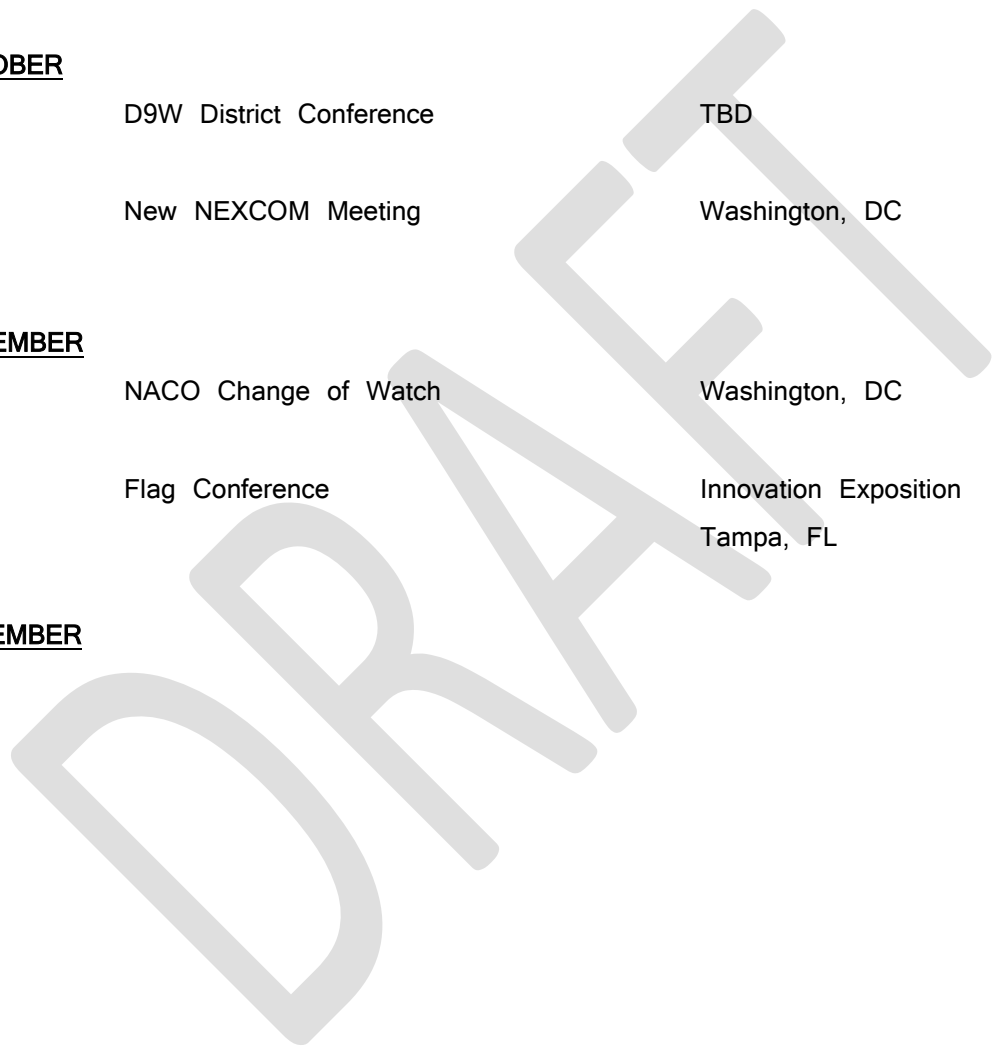 OBER
D9W District Conference TBD
New NEXCOM Meeting Washington, DC
EMBER
NACO Change of Watch Washington, DC
Flag Conference Innovation Exposition
Tampa, FL
EMBER
DRAFT